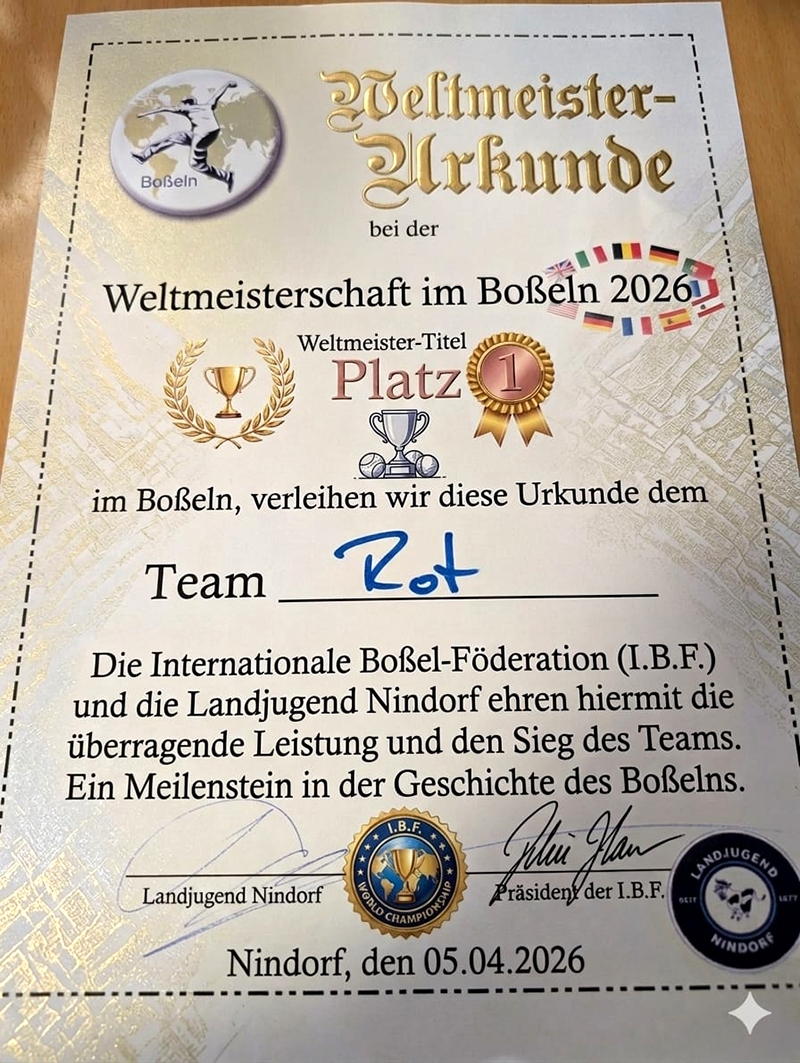 Boßeln
Weltmeister-
Urkunde
bei der
Weltmeisterschaft im Boßeln 2026
Weltmeister-Titel
Platz 1
im Boßeln, verleihen wir diese Urkunde dem
Team Rot
Die Internationale Boßel-Föderation (I.B.F.)
und die Landjugend Nindorf ehren hiermit die
überragende Leistung und den Sieg des Teams.
Ein Meilenstein in der Geschichte des Boßelns.
I.B.F.
WORLD CHAMPIONSHIP
Landjugend Nindorf
Präsident der I.B.F.
LANDJUGEND
SEIT 1977
NINDORF
Nindorf, den 05.04.2026